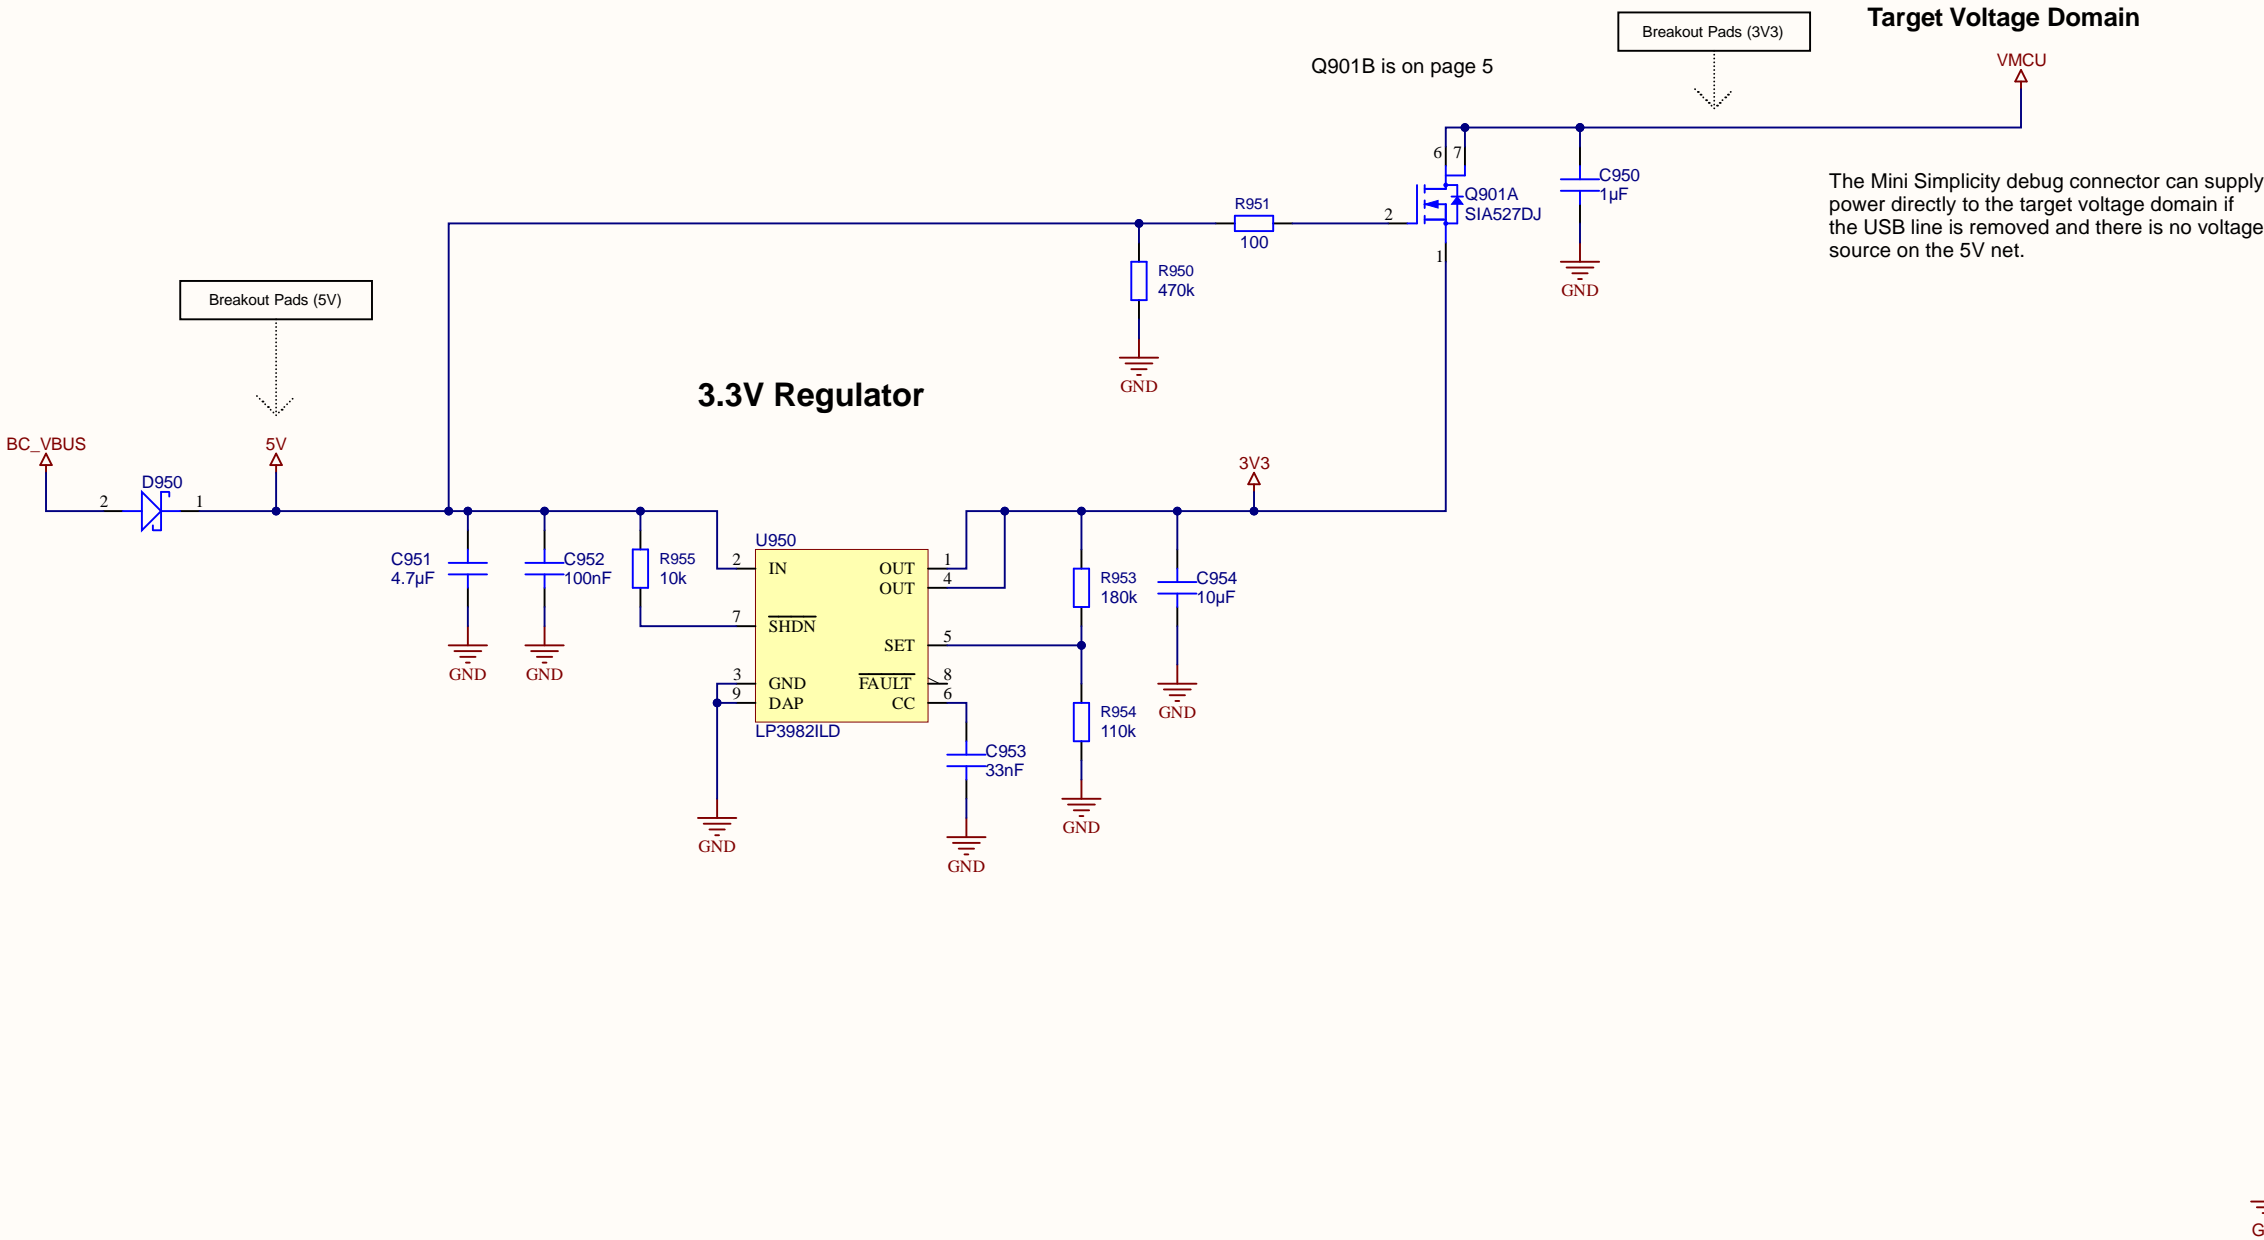 Target Voltage Domain
Breakout Pads (3V3)
Q901B is on page 5
VMCU
6 7
Q901A
SIA527DJ
2
1
C950
1µF
GND
The Mini Simplicity debug connector can supply
power directly to the target voltage domain if
the USB line is removed and there is no voltage
source on the 5V net.
R951
100
R950
470k
GND
Breakout Pads (5V)
3.3V Regulator
BC_VBUS
5V
3V3
D950
2
1
C951
4.7µF
GND
C952
100nF
GND
R955
10k
U950
2 IN
OUT 1
OUT 4
7 SHDN
SET 5
3 GND
FAULT 8
9 DAP
CC 6
LP3982ILD
GND
C953
33nF
GND
R953
180k
R954
110k
GND
C954
10µF
GND